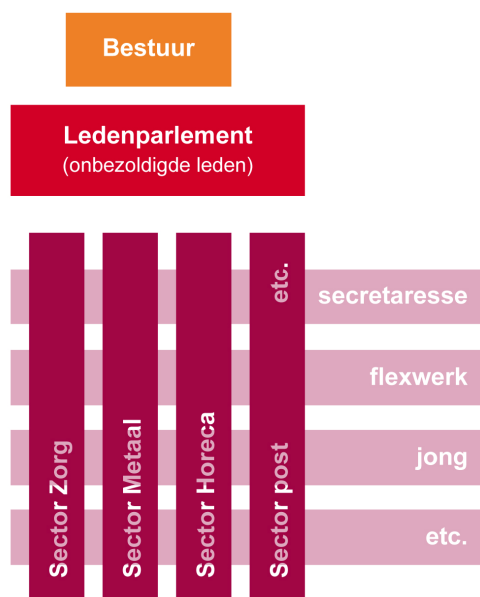 Bestuur
Ledenparlement
(onbezoldigde leden)
Sector Zorg
Sector Metaal
Sector Horeca
Sector post
etc.
secretaresse
flexwerk
jong
etc.